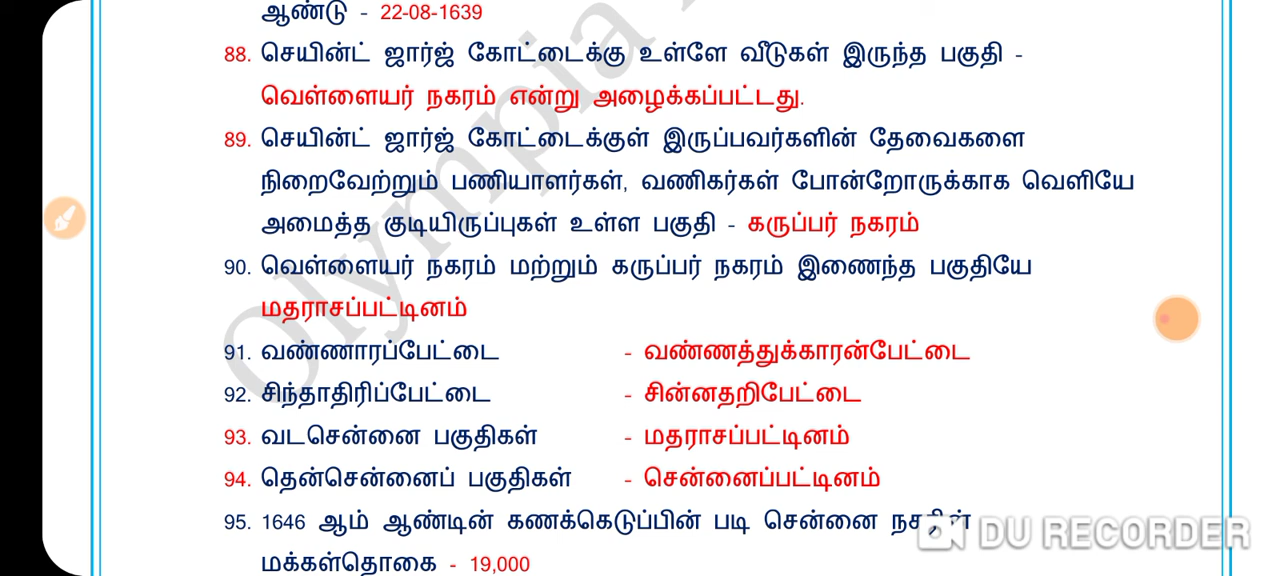 ஆண்டு - 22-08-1639
88. செயின்ட் ஜார்ஜ் கோட்டைக்கு உள்ளே வீடுகள் இருந்த பகுதி -
வெள்ளையர் நகரம் என்று அழைக்கப்பட்டது.
89. செயின்ட் ஜார்ஜ் கோட்டைக்குள் இருப்பவர்களின் தேவைகளை
நிறைவேற்றும் பணியாளர்கள், வணிகர்கள் போன்றோருக்காக வெளியே
அமைத்த குடியிருப்புகள் உள்ள பகுதி - கருப்பர் நகரம்
90. வெள்ளையர் நகரம் மற்றும் கருப்பர் நகரம் இணைந்த பகுதியே
மதராசப்பட்டினம்
91. வண்ணாரப்பேட்டை - வண்ணத்துக்காரன்பேட்டை
92. சிந்தாதிரிப்பேட்டை - சின்னதறிபேட்டை
93. வடசென்னை பகுதிகள் - மதராசப்பட்டினம்
94. தென்சென்னைப் பகுதிகள் - சென்னைப்பட்டினம்
95. 1646 ஆம் ஆண்டின் கணக்கெடுப்பின் படி சென்னை நகரின்
மக்கள்தொகை - 19,000
Olympia
DU RECORDER